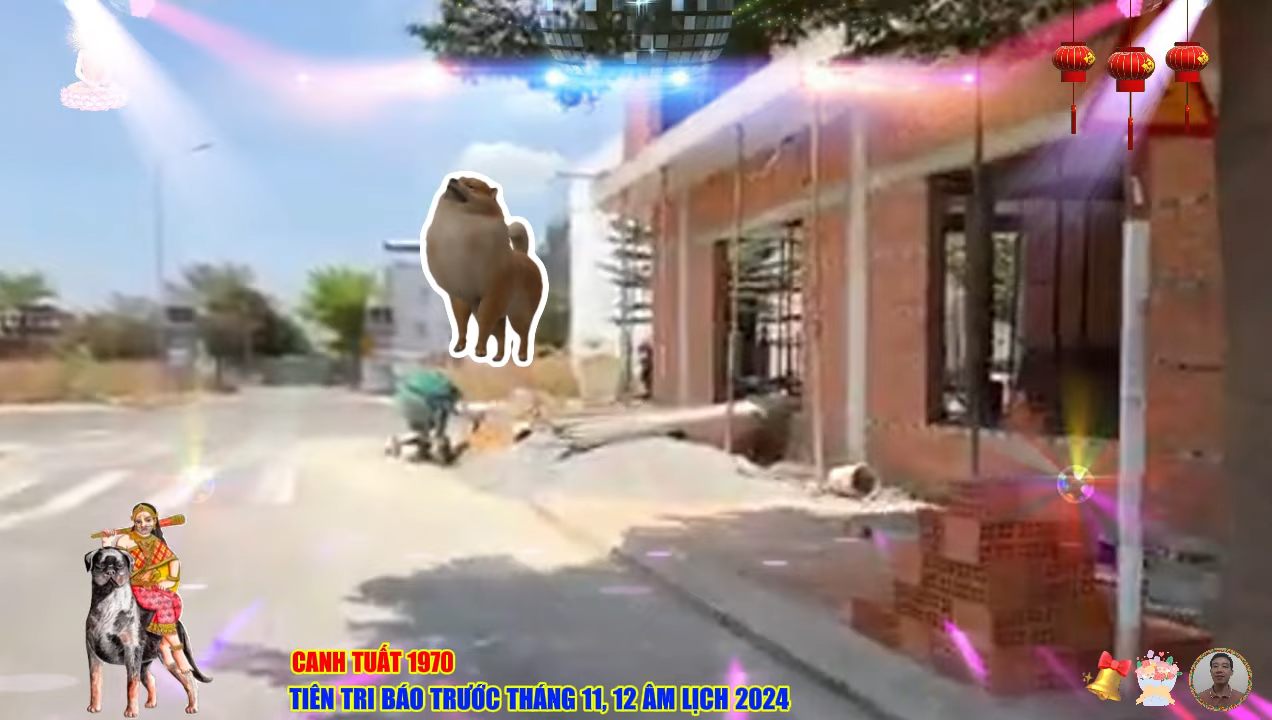 CANH TUẤT 1970
TIÊN TRI BÁO TRƯỚC THÁNG 11, 12 ÂM LỊCH 2024